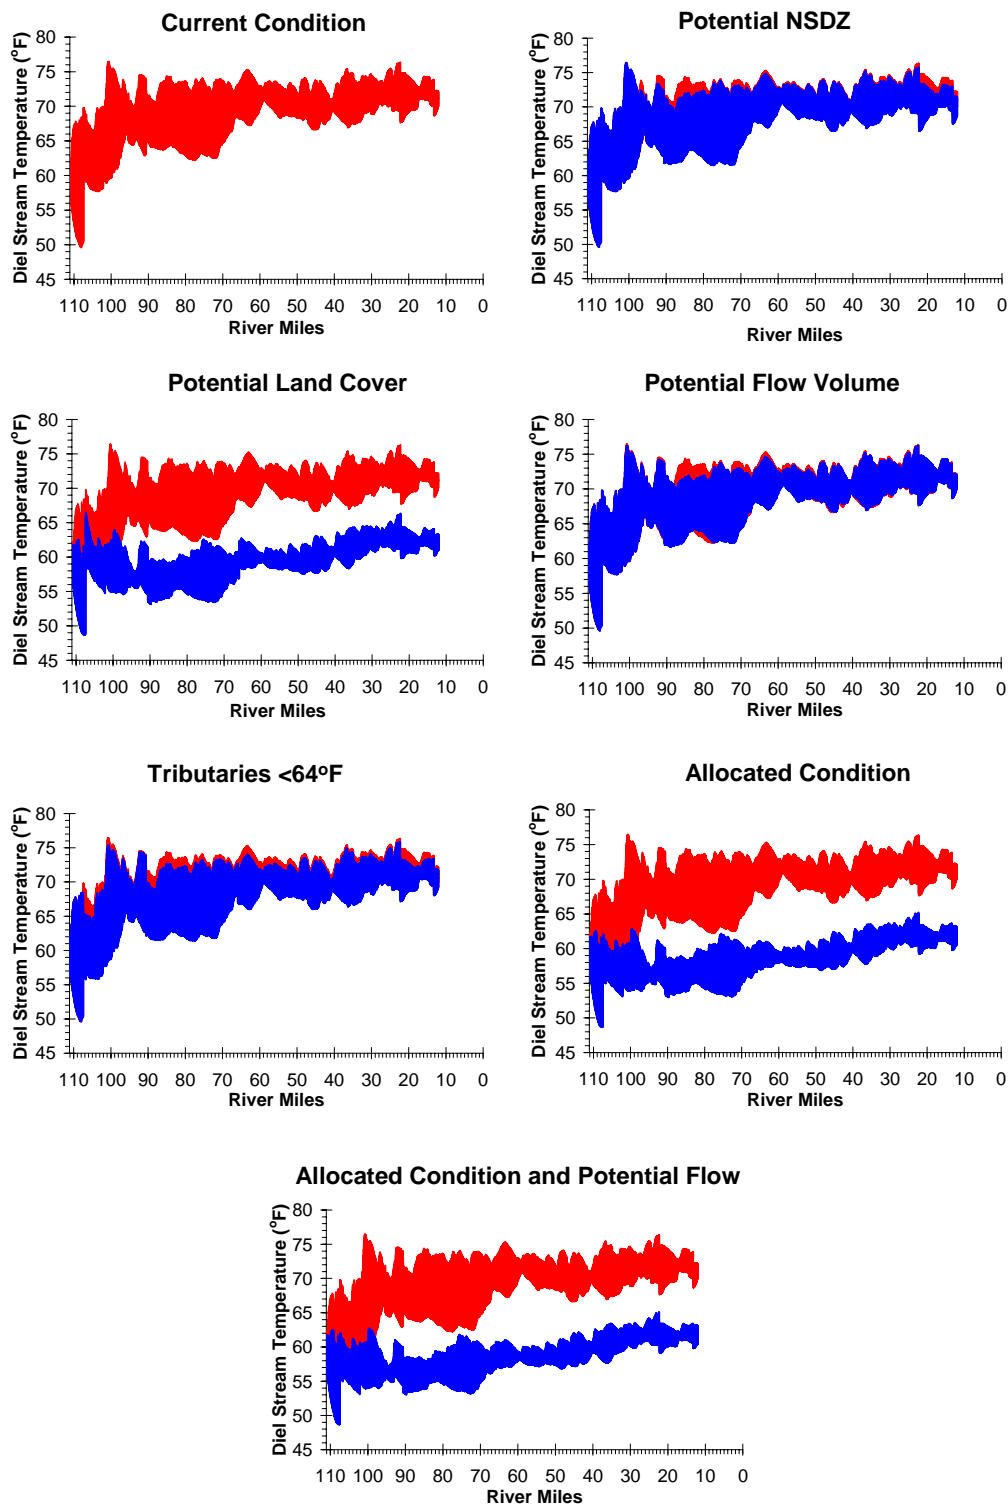 Current Condition
Diel Stream Temperature (°F)
80
75
70
65
60
55
50
45
110 100 90 80 70 60 50 40 30 20 10 0
River Miles
Potential NSDZ
Diel Stream Temperature (°F)
80
75
70
65
60
55
50
45
110 100 90 80 70 60 50 40 30 20 10 0
River Miles
Potential Land Cover
Diel Stream Temperature (°F)
80
75
70
65
60
55
50
45
110 100 90 80 70 60 50 40 30 20 10 0
River Miles
Potential Flow Volume
Diel Stream Temperature (°F)
80
75
70
65
60
55
50
45
110 100 90 80 70 60 50 40 30 20 10 0
River Miles
Tributaries <64°F
Diel Stream Temperature (°F)
80
75
70
65
60
55
50
45
110 100 90 80 70 60 50 40 30 20 10 0
River Miles
Allocated Condition
Diel Stream Temperature (°F)
80
75
70
65
60
55
50
45
110 100 90 80 70 60 50 40 30 20 10 0
River Miles
Allocated Condition and Potential Flow
Diel Stream Temperature (°F)
80
75
70
65
60
55
50
45
110 100 90 80 70 60 50 40 30 20 10 0
River Miles